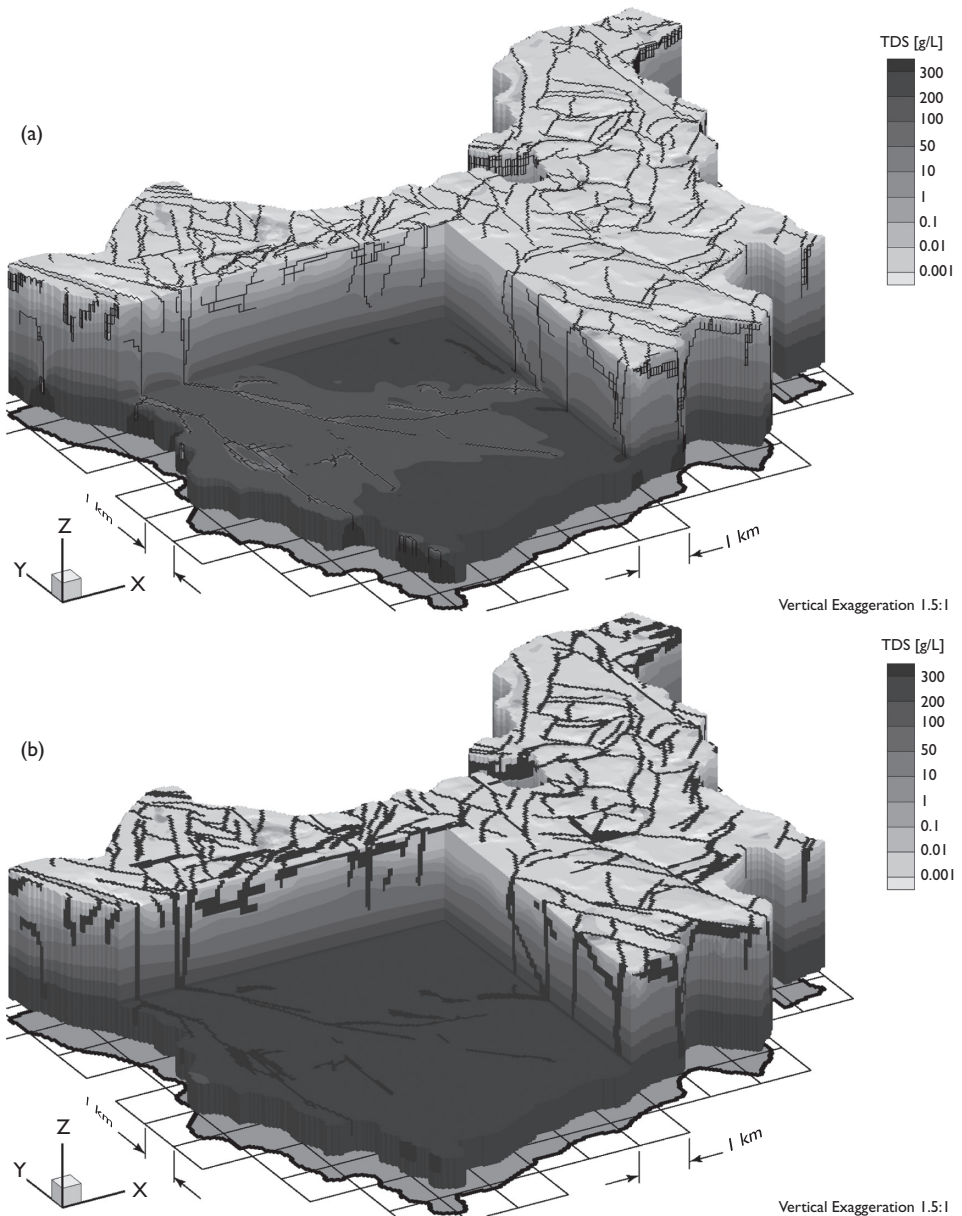 (a)
TDS [g/L]
300
200
100
50
10
1
0.1
0.01
0.001
1 km
1 km
Z
Y
X
Vertical Exaggeration 1.5:1
(b)
TDS [g/L]
300
200
100
50
10
1
0.1
0.01
0.001
1 km
1 km
Z
Y
X
Vertical Exaggeration 1.5:1